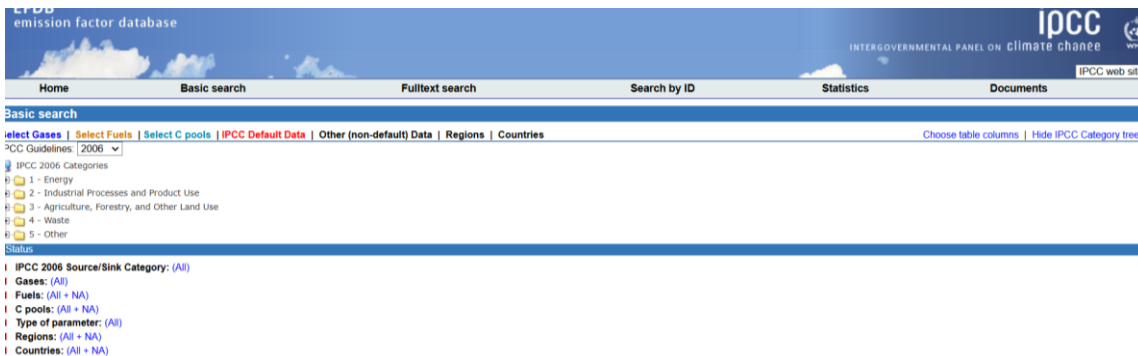 EFDB
emission factor database
ipcc
INTERGOVERNMENTAL PANEL ON climate change
IPCC web sit
Home Basic search Fulltext search Search by ID Statistics Documents
Basic search
Select Gases | Select Fuels | Select C pools | IPCC Default Data | Other (non-default) Data | Regions | Countries Choose table columns | Hide IPCC Category tree
IPCC Guidelines: 2006
IPCC 2006 Categories
1 - Energy
2 - Industrial Processes and Product Use
3 - Agriculture, Forestry, and Other Land Use
4 - Waste
5 - Other
Status
IPCC 2006 Source/Sink Category: (All)
Gases: (All)
Fuels: (All + NA)
C pools: (All + NA)
Type of parameter: (All)
Regions: (All + NA)
Countries: (All + NA)